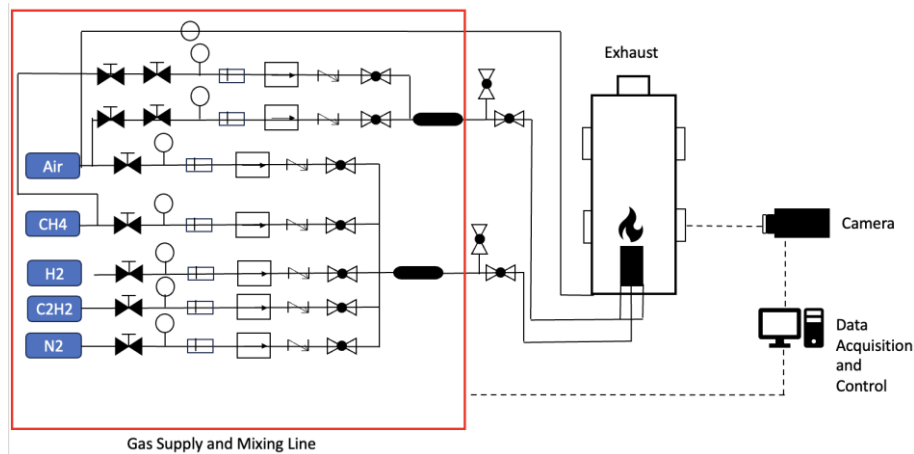 Exhaust
Air
CH4
H2
C2H2
N2
Camera
Data
Acquisition
and
Control
Gas Supply and Mixing Line